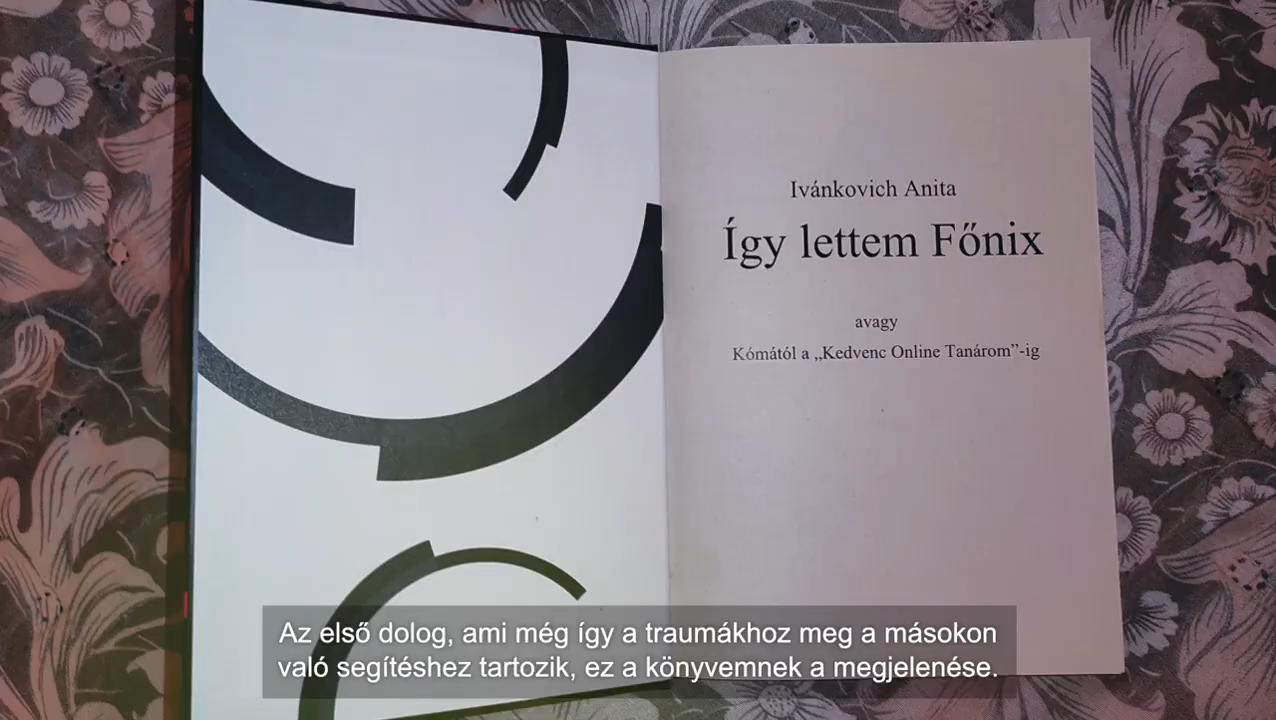 Ivánkovich Anita
Így lettem Főnix
avagy
Kómától a „Kedvenc Online Tanárom”-ig
Az első dolog, ami még így a traumákhoz meg a másokon
való segítéshez tartozik, ez a könyvemnek a megjelenése.